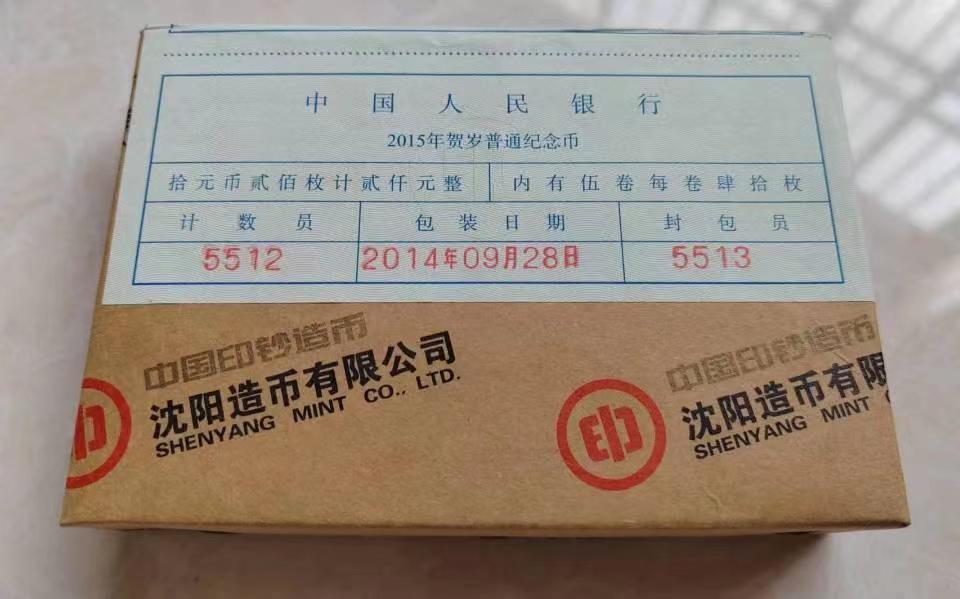 中国人民银行
2015年贺岁普通纪念币
拾元币贰佰枚计贰仟元整 内有伍卷每卷肆拾枚
计数员 包装日期 封包员
5512 2014年09月28日 5513
中国印钞造币
沈阳造币有限公司
SHENYANG MINT CO., LTD.
中国印钞造币
沈阳造币有限
SHENYANG MINT